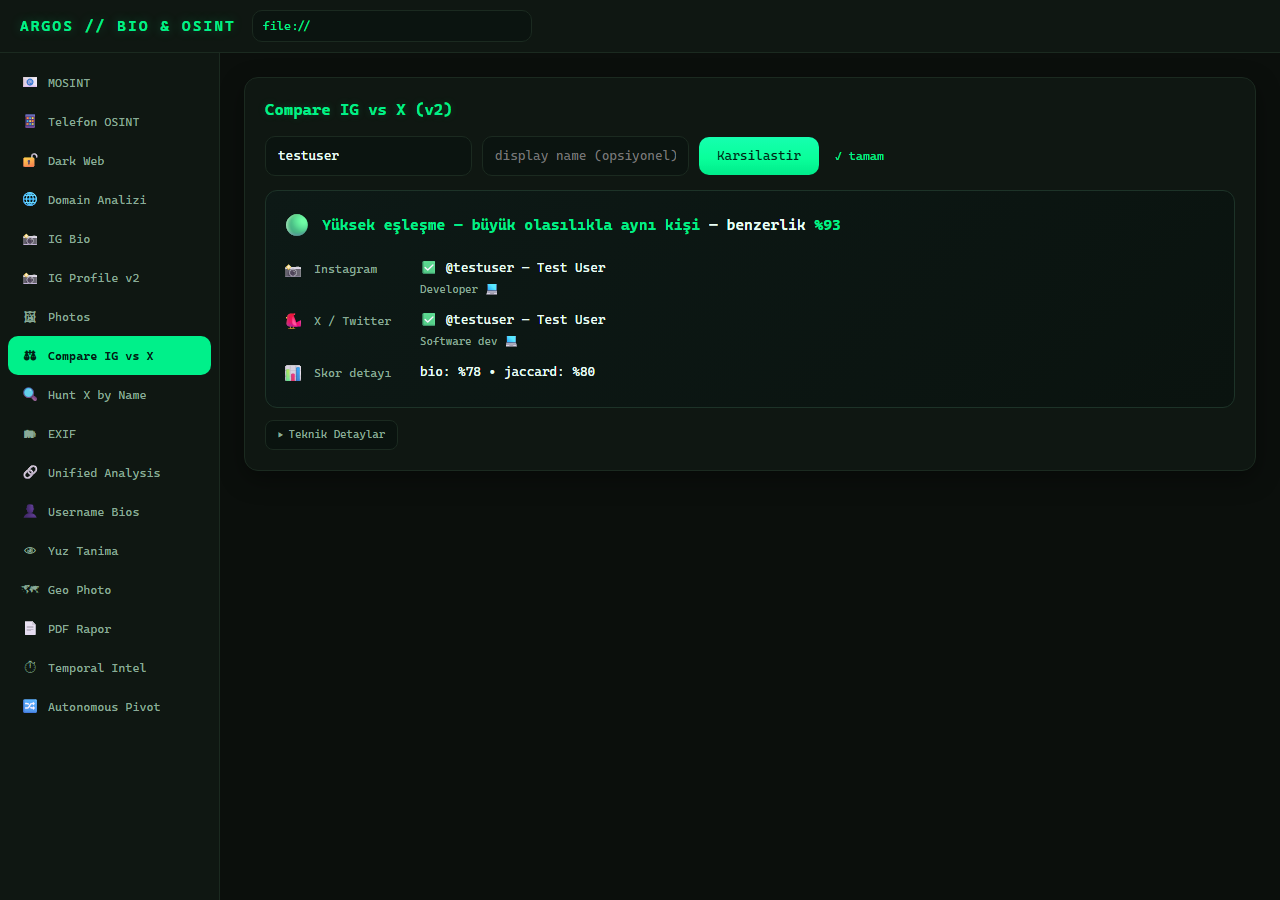 ARGOS // BIO & OSINT
file://
MOSINT
Telefon OSINT
Dark Web
Domain Analizi
IG Bio
IG Profile v2
Photos
Compare IG vs X
Hunt X by Name
EXIF
Unified Analysis
Username Bios
Yuz Tanima
Geo Photo
PDF Rapor
Temporal Intel
Autonomous Pivot
Compare IG vs X (v2)
testuser
display name (opsiyonel)
Karsilastir
✓ tamam
Yüksek eşleşme — büyük olasılıkla aynı kişi — benzerlik %93
Instagram
✅ @testuser — Test User
Developer 💻
X / Twitter
✅ @testuser — Test User
Software dev 💻
Skor detayı
bio: %78 • jaccard: %80
▸ Teknik Detaylar